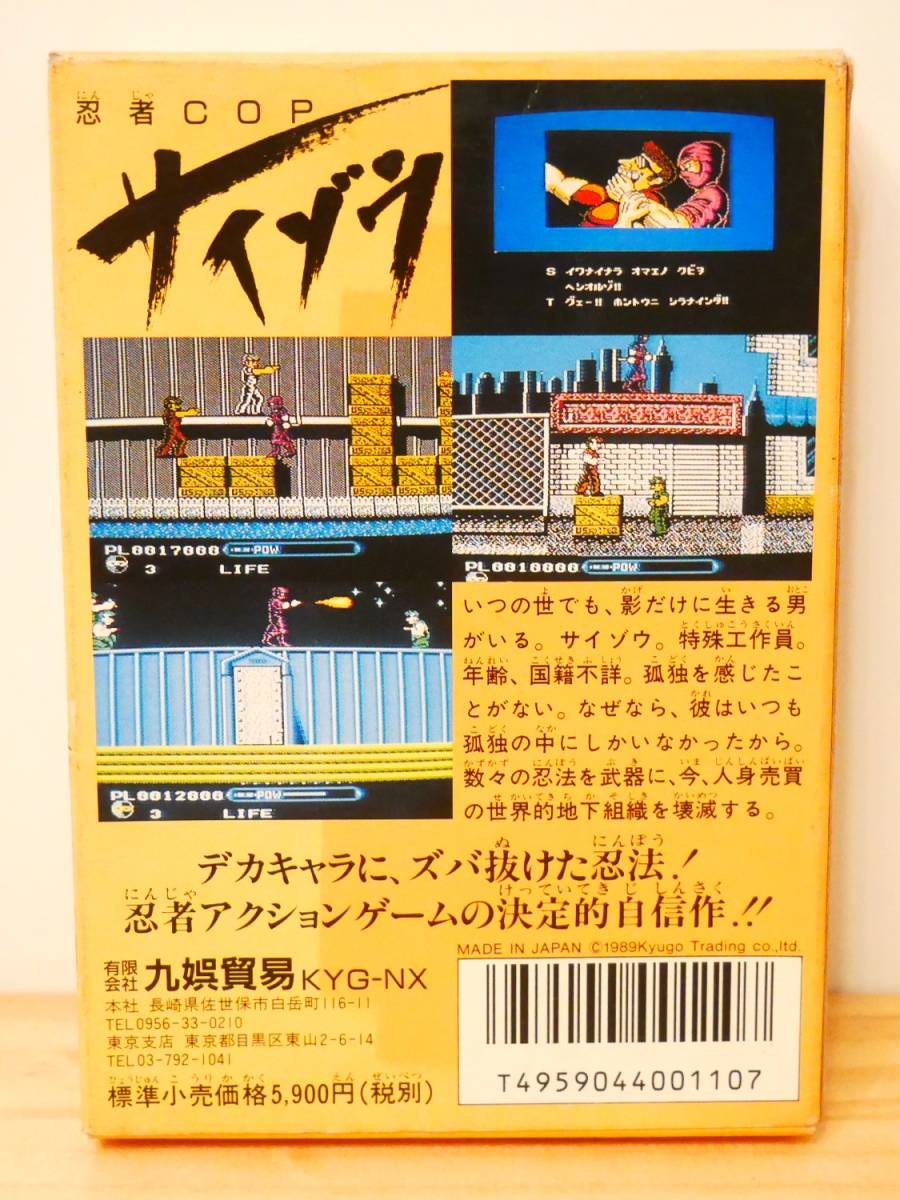 忍者COP
サイゾウ
S イワナイナラ オマエノ クビヲ
ヘシオルゾ!!
T グェー!! ホントウニ シラナインダ!!
PL0017000 POW
3 LIFE
PL0010000 POW
PL0012000 POW
3 LIFE
いつの世でも、影だけに生きる男
がいる。サイゾウ。特殊工作員。
年齢、国籍不詳。孤独を感じたこ
とがない。なぜなら、彼はいつも
孤独の中にしかいなかったから。
数々の忍法を武器に、今、人身売買
の世界的地下組織を壊滅する。
デカキャラに、ズバ抜けた忍法!
忍者アクションゲームの決定的自信作!!
MADE IN JAPAN ©1989Kyugo Trading co.,ltd.
有限会社 九娯貿易 KYG-NX
本社 長崎県佐世保市白岳町116-11
TEL0956-33-0210
東京支店 東京都目黒区東山2-6-14
TEL.03-792-1041
標準小売価格5,900円(税別)
T4959044001107